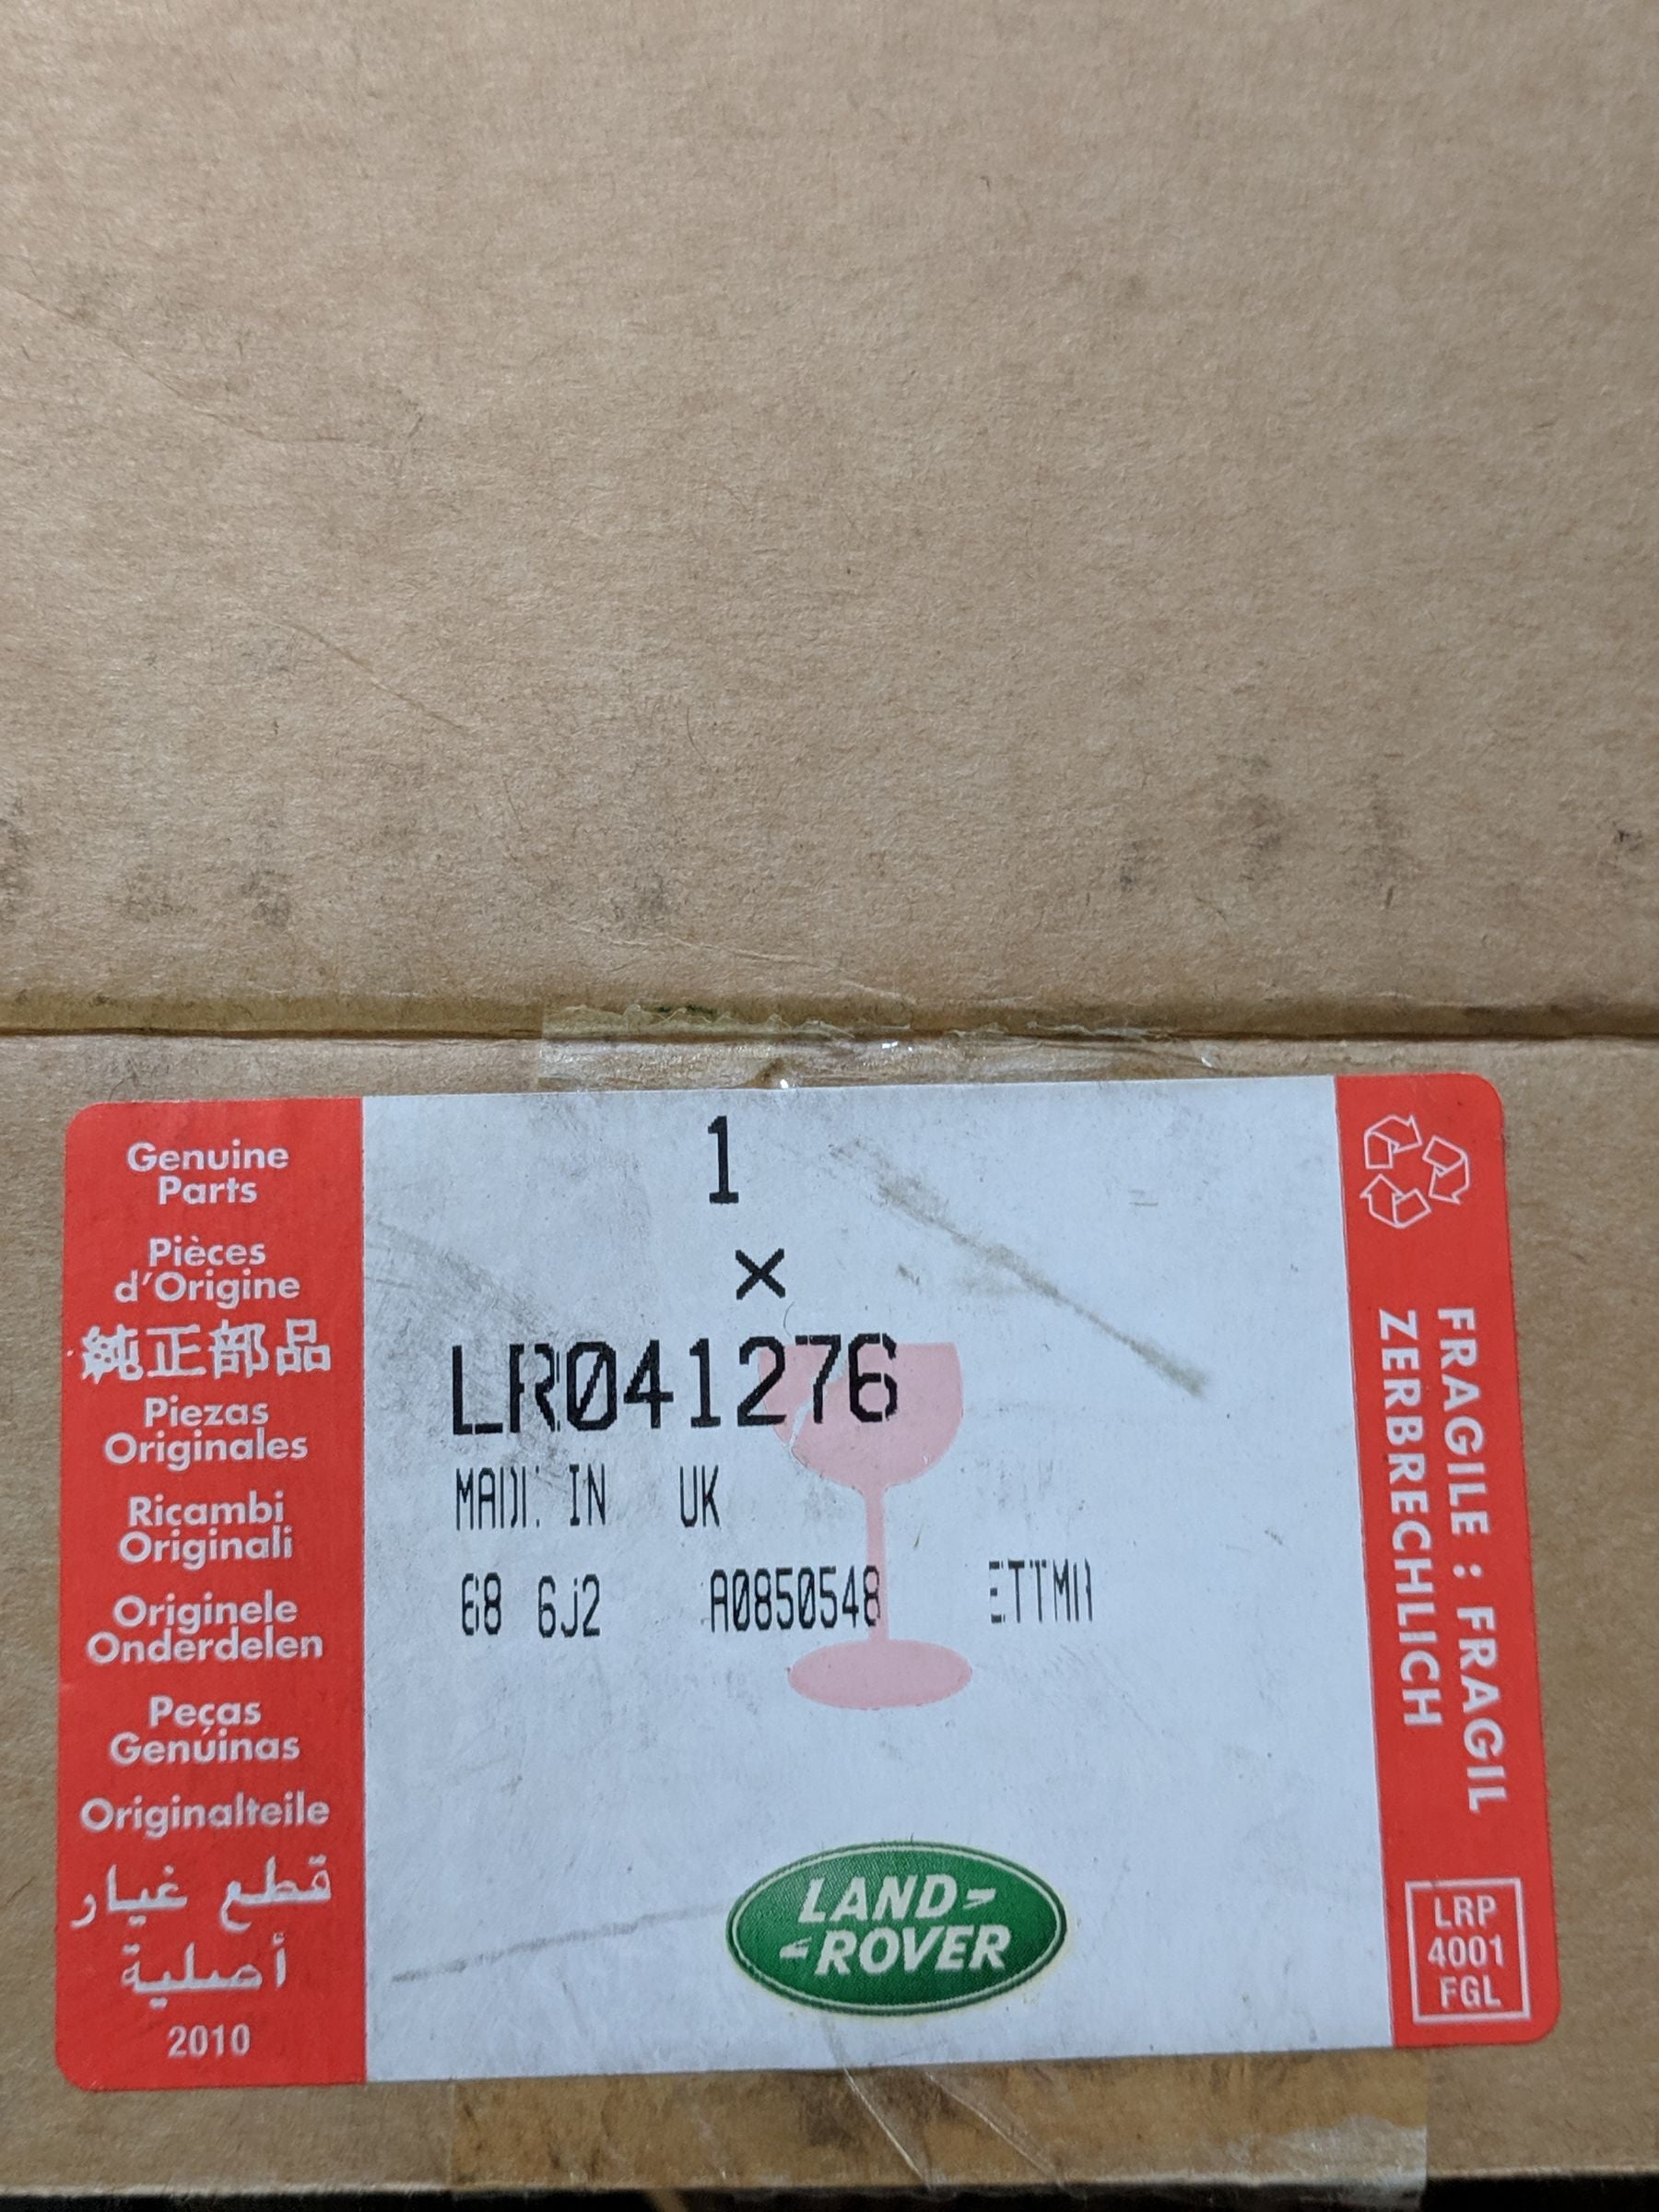 Genuine
Parts
Pièces
d'Origine
純正部品
Piezas
Originales
Ricambi
Originali
Originele
Onderdelen
Peças
Genúinas
Originalteile
قطع غيار
أصلية
2010
1
×
LR041276
MADE IN UK
68 6J2 A0850548
LAND-
-ROVER
FRAGILE : FRAGIL
ZERBRECHLICH
LRP
4001
FGL